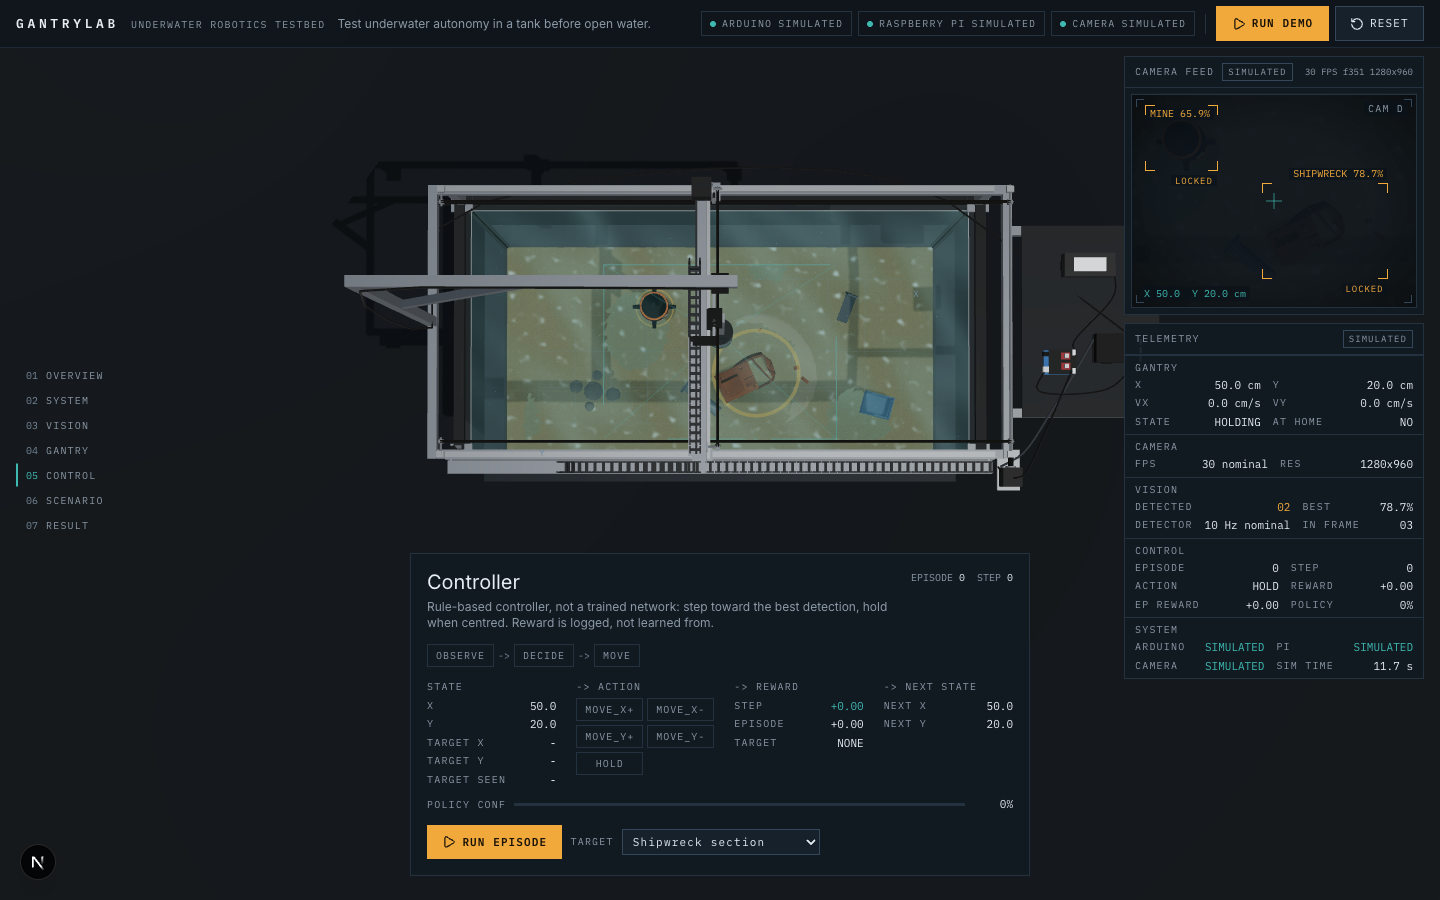 GANTRYLAB UNDERWATER ROBOTICS TESTBED Test underwater autonomy in a tank before open water. ARDUINO SIMULATED RASPBERRY PI SIMULATED CAMERA SIMULATED RUN DEMO RESET
CAMERA FEED SIMULATED 30 FPS f351 1280x960
CAM D
MINE 65.9%
SHIPWRECK 78.7%
LOCKED
LOCKED
X 50.0 Y 20.0 cm
01 OVERVIEW
02 SYSTEM
03 VISION
04 GANTRY
05 CONTROL
06 SCENARIO
07 RESULT
TELEMETRY SIMULATED
GANTRY
X 50.0 cm Y 20.0 cm
VX 0.0 cm/s VY 0.0 cm/s
STATE HOLDING AT HOME NO
CAMERA
FPS 30 nominal RES 1280x960
VISION
DETECTED 02 BEST 78.7%
DETECTOR 10 Hz nominal IN FRAME 03
CONTROL
EPISODE 0 STEP 0
ACTION HOLD REWARD +0.00
EP REWARD +0.00 POLICY 0%
SYSTEM
ARDUINO SIMULATED PI SIMULATED
CAMERA SIMULATED SIM TIME 11.7 s
Controller EPISODE 0 STEP 0
Rule-based controller, not a trained network: step toward the best detection, hold
when centred. Reward is logged, not learned from.
OBSERVE -> DECIDE -> MOVE
STATE -> ACTION -> REWARD -> NEXT STATE
X 50.0 MOVE_X+ MOVE_X- STEP +0.00 NEXT X 50.0
Y 20.0 EPISODE +0.00 NEXT Y 20.0
TARGET X - MOVE_Y+ MOVE_Y- TARGET NONE
TARGET Y - HOLD
TARGET SEEN -
POLICY CONF 0%
RUN EPISODE TARGET Shipwreck section
N